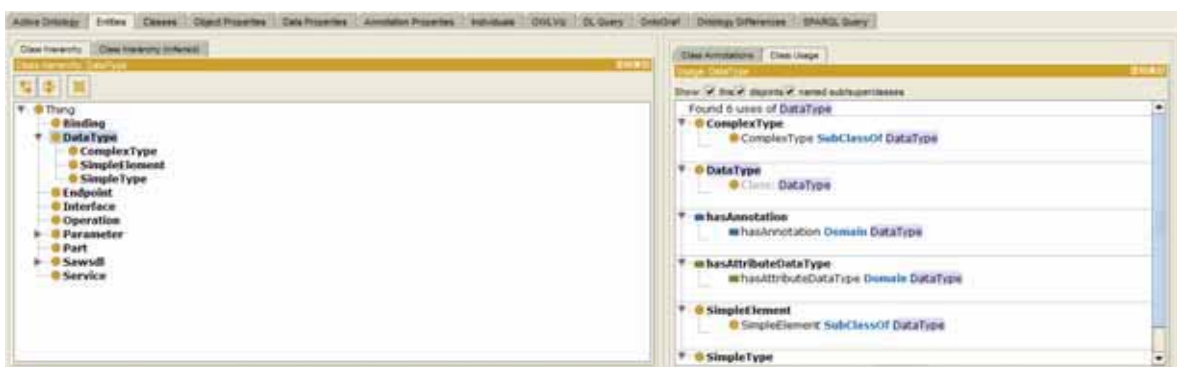 Active Ontology Entities Classes Object Properties Data Properties Annotation Properties Individuals OWLViz DL Query OntoGraf Ontology Differences SPARQL Query
Class hierarchy Class hierarchy (inferred)
Class hierarchy: DataType
Thing
Binding
DataType
ComplexType
SimpleElement
SimpleType
Endpoint
Interface
Operation
Parameter
Part
Sawsdl
Service
Class Annotations Class Usage
Usage: DataType
Show: this disjoints named sub/superclasses
Found 6 uses of DataType
ComplexType
ComplexType SubClassOf DataType
DataType
Class: DataType
hasAnnotation
hasAnnotation Domain DataType
hasAttributeDataType
hasAttributeDataType Domain DataType
SimpleElement
SimpleElement SubClassOf DataType
SimpleType